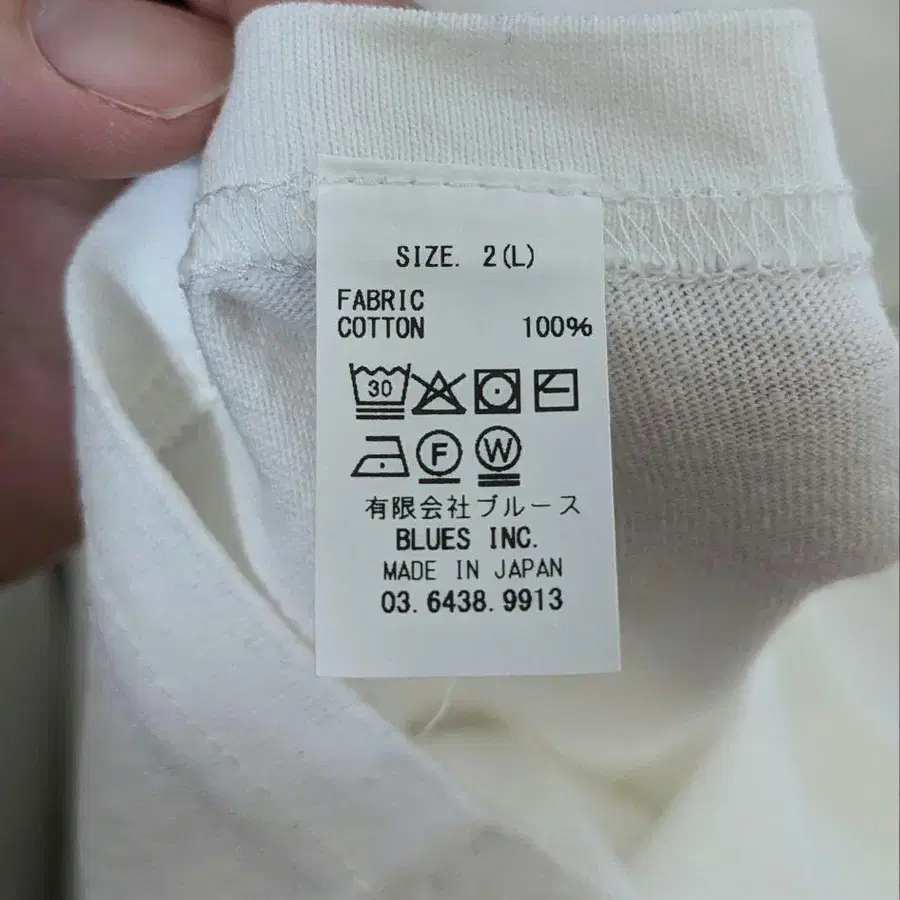 SIZE. 2(L)
FABRIC
COTTON 100%
30
F W
有限会社ブルース
BLUES INC.
MADE IN JAPAN
03.6438.9913